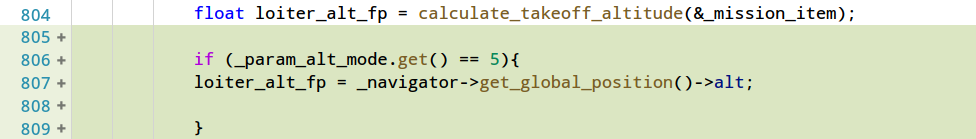 804 float loiter_alt_fp = calculate_takeoff_altitude(&_mission_item);
805 +
806 + if (_param_alt_mode.get() == 5){
807 + loiter_alt_fp = _navigator->get_global_position()->alt;
808 +
809 + }